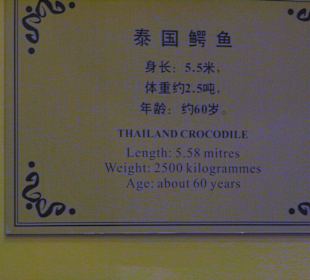 泰国鳄鱼
身长：5.5米，
体重约2.5吨，
年龄：约60岁。
THAILAND CROCODILE
Length: 5.58 mitres
Weight: 2500 kilogrammes
Age: about 60 years